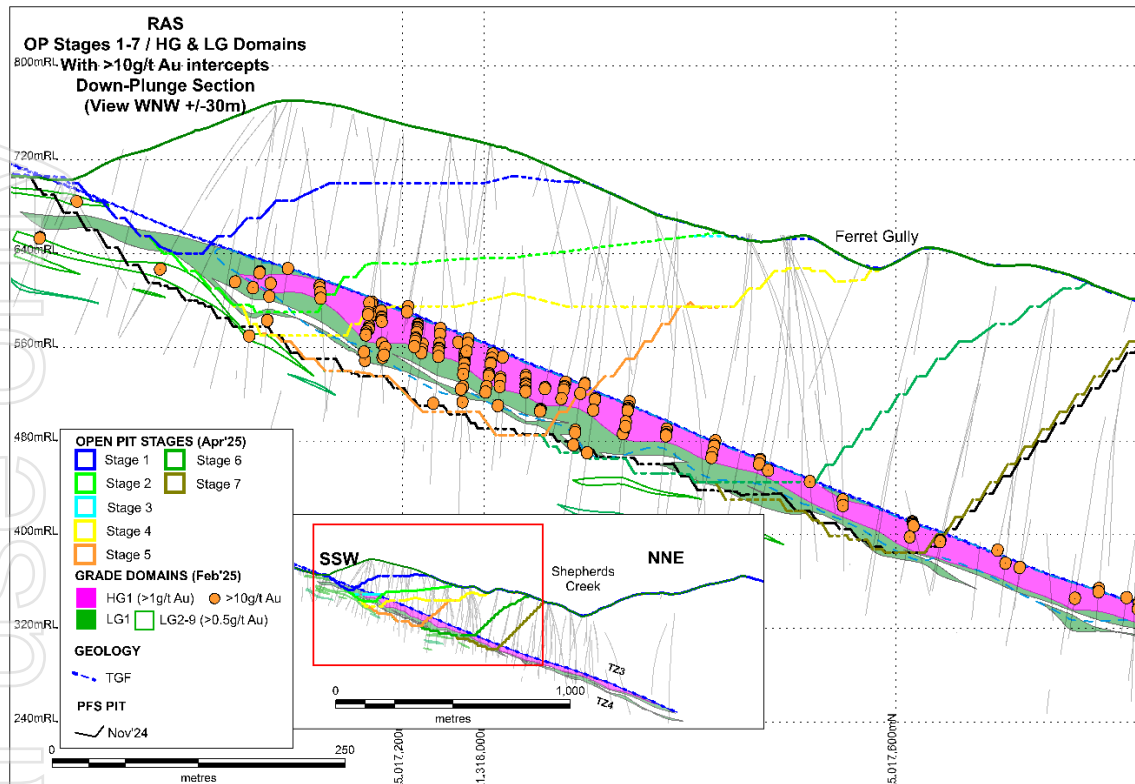 RAS
OP Stages 1-7 / HG & LG Domains
With >10g/t Au intercepts
Down-Plunge Section
(View WNW +/-30m)
800mRL
720mRL
640mRL
560mRL
480mRL
400mRL
320mRL
240mRL
Ferret Gully
OPEN PIT STAGES (Apr'25)
Stage 1
Stage 6
Stage 2
Stage 7
Stage 3
Stage 4
Stage 5
GRADE DOMAINS (Feb'25)
HG1 (>1g/t Au)
>10g/t Au
LG1
LG2-9 (>0.5g/t Au)
GEOLOGY
TGF
PFS PIT
Nov'24
0 250
metres
SSW
NNE
Shepherds
Creek
TZ3
TZ4
0 1,000
metres
5,017,200
1,318,000
5,017,600mN